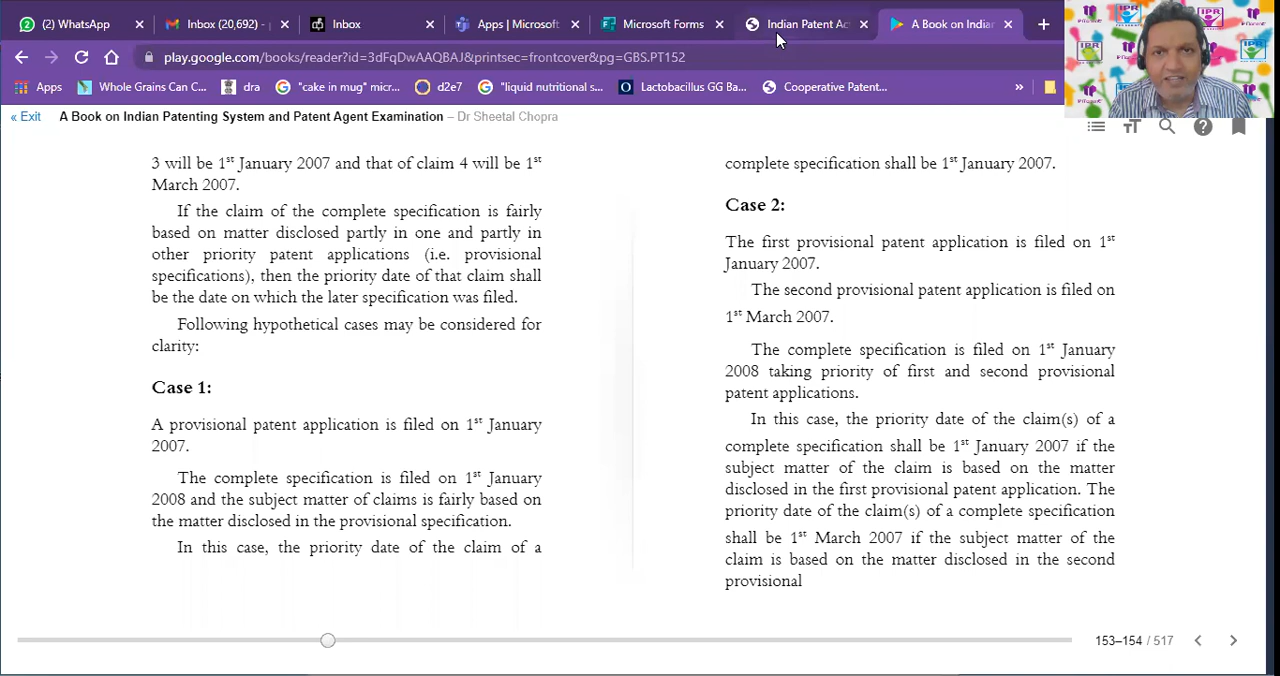 (2) WhatsApp
Inbox (20,692) -
Inbox
Apps | Microsoft
Microsoft Forms
Indian Patent Ac
A Book on Indian
play.google.com/books/reader?id=3dFqDwAAQBAJ&printsec=frontcover&pg=GBS.PT152
Apps
Whole Grains Can C...
dra
"cake in mug" micr...
d2e7
"liquid nutritional s...
Lactobacillus GG Ba...
Cooperative Patent...
»
« Exit
A Book on Indian Patenting System and Patent Agent Examination – Dr Sheetal Chopra
3 will be 1st January 2007 and that of claim 4 will be 1st
March 2007.
If the claim of the complete specification is fairly
based on matter disclosed partly in one and partly in
other priority patent applications (i.e. provisional
specifications), then the priority date of that claim shall
be the date on which the later specification was filed.
Following hypothetical cases may be considered for
clarity:
Case 1:
A provisional patent application is filed on 1st January
2007.
The complete specification is filed on 1st January
2008 and the subject matter of claims is fairly based on
the matter disclosed in the provisional specification.
In this case, the priority date of the claim of a
complete specification shall be 1st January 2007.
Case 2:
The first provisional patent application is filed on 1st
January 2007.
The second provisional patent application is filed on
1st March 2007.
The complete specification is filed on 1st January
2008 taking priority of first and second provisional
patent applications.
In this case, the priority date of the claim(s) of a
complete specification shall be 1st January 2007 if the
subject matter of the claim is based on the matter
disclosed in the first provisional patent application. The
priority date of the claim(s) of a complete specification
shall be 1st March 2007 if the subject matter of the
claim is based on the matter disclosed in the second
provisional
153–154 / 517